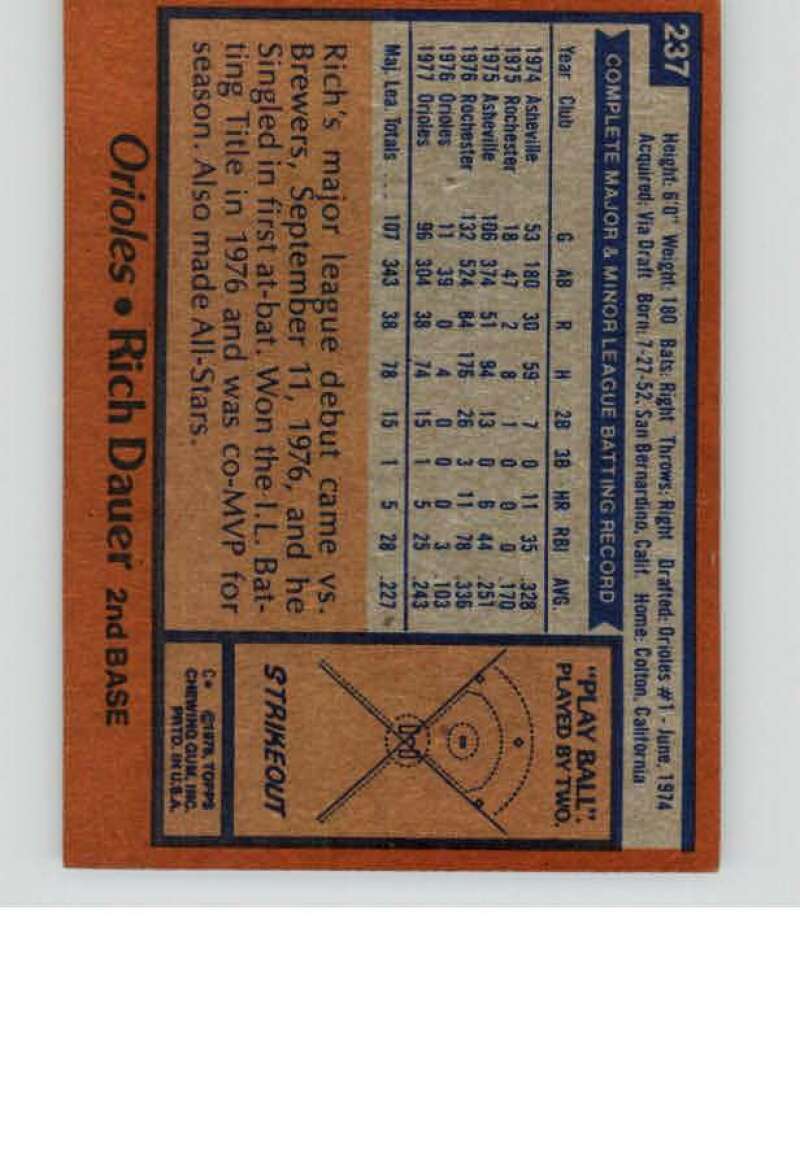 237
Height: 6'0" Weight: 180 Bats: Right Throws: Right Drafted: Orioles #1 - June, 1974
Acquired: Via Draft Born: 7-27-52, San Bernardino, Calif. Home: Colton, California
COMPLETE MAJOR & MINOR LEAGUE BATTING RECORD
Year Club G AB R H 2B 3B HR RBI AVG.
1974 Asheville 53 180 30 59 7 0 11 35 .328
1975 Rochester 18 47 2 8 1 0 0 0 .170
1975 Asheville 106 374 51 94 13 0 6 44 .251
1976 Rochester 132 524 84 176 26 3 11 78 .336
1976 Orioles 11 39 0 4 0 0 0 3 .103
1977 Orioles 96 304 38 74 15 1 5 25 .243
Maj. Lea. Totals .... 107 343 38 78 15 1 5 28 .227
Rich's major league debut came vs.
Brewers, September 11, 1976, and he
Singled in first at-bat. Won the I.L. Bat-
ting Title in 1976 and was co-MVP for
season. Also made All-Stars.
"PLAY BALL".
PLAYED BY TWO.
STRIKEOUT
C* ©1978, TOPPS
CHEWING GUM, INC.
PRTD. IN U.S.A.
Orioles • Rich Dauer 2nd BASE